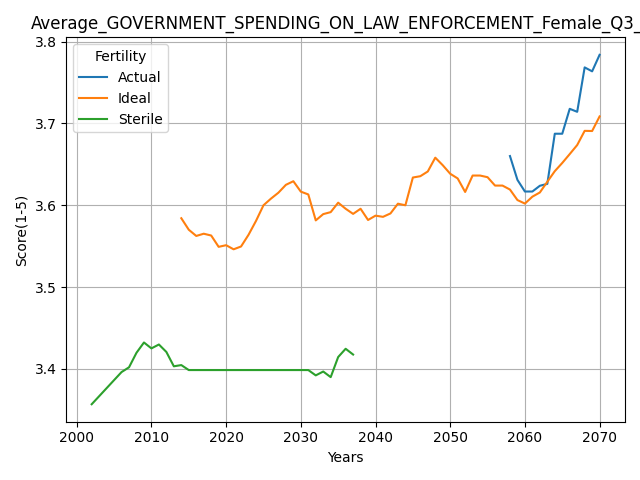 Average_GOVERNMENT_SPENDING_ON_LAW_ENFORCEMENT_Female_Q3_
Fertility
Actual
Ideal
Sterile
Score(1-5)
3.8
3.7
3.6
3.5
3.4
2000 2010 2020 2030 2040 2050 2060 2070
Years